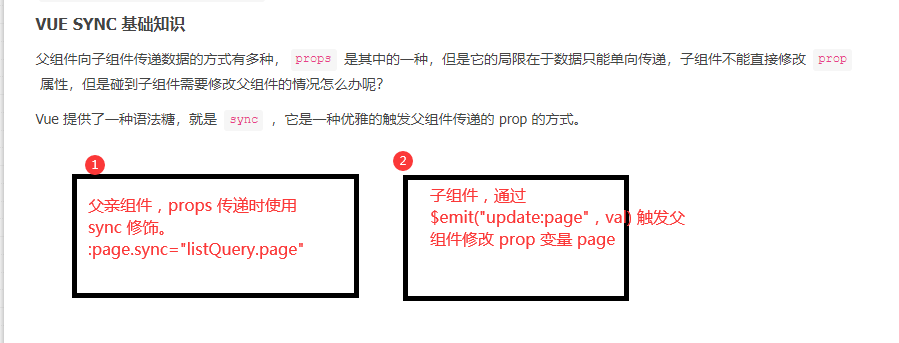 VUE SYNC 基础知识
父组件向子组件传递数据的方式有多种， props 是其中的一种，但是它的局限在于数据只能单向传递，子组件不能直接修改 prop
属性，但是碰到子组件需要修改父组件的情况怎么办呢？
Vue 提供了一种语法糖，就是 sync ，它是一种优雅的触发父组件传递的 prop 的方式。
1
父亲组件，props 传递时使用
sync 修饰。
:page.sync="listQuery.page"
2
子组件，通过
$emit("update:page"，val) 触发父
组件修改 prop 变量 page